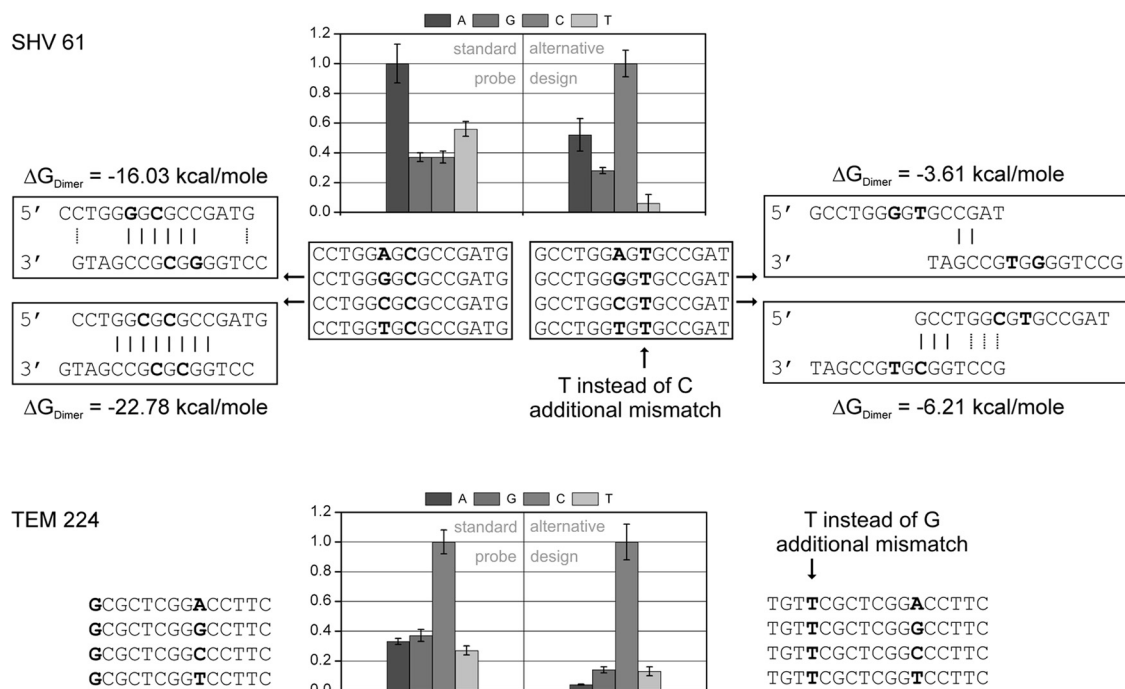 SHV 61
A G C T
1.2
1.0
0.8
0.6
0.4
0.2
0.0
standard alternative
probe design
ΔGDimer = -16.03 kcal/mole
5′ CCTGGGGCGCCGATG
3′ GTAGCCGCGGGGTCC
5′ CCTGGCGCGCCGATG
3′ GTAGCCGCGCGGTCC
ΔGDimer = -22.78 kcal/mole
CCTGGAGCGCCGATG
CCTGGGGCGCCGATG
CCTGGCGCGCCGATG
CCTGGTGCGCCGATG
GCCTGGAGTGCCGAT
GCCTGGGGTGCCGAT
GCCTGGCGTGCCGAT
GCCTGGTGTGCCGAT
T instead of C
additional mismatch
ΔGDimer = -3.61 kcal/mole
5′ GCCTGGGGTGCCGAT
3′ TAGCCGTGGGGTCCG
5′ GCCTGGCGTGCCGAT
3′ TAGCCGTGCGGTCCG
ΔGDimer = -6.21 kcal/mole
TEM 224
A G C T
1.2
1.0
0.8
0.6
0.4
0.2
0.0
standard alternative
probe design
GCGCTCGGACCTTC
GCGCTCGGGCCTTC
GCGCTCGGCCCTTC
GCGCTCGGTCCTTC
T instead of G
additional mismatch
TGTTCGCTCGGACCTTC
TGTTCGCTCGGGCCTTC
TGTTCGCTCGGCCCTTC
TGTTCGCTCGGTCCTTC